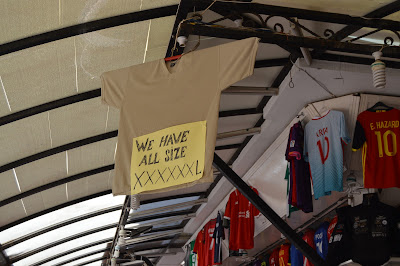 WE HAVE
ALL SIZE
XXXXXXL
E. HAZARD
10